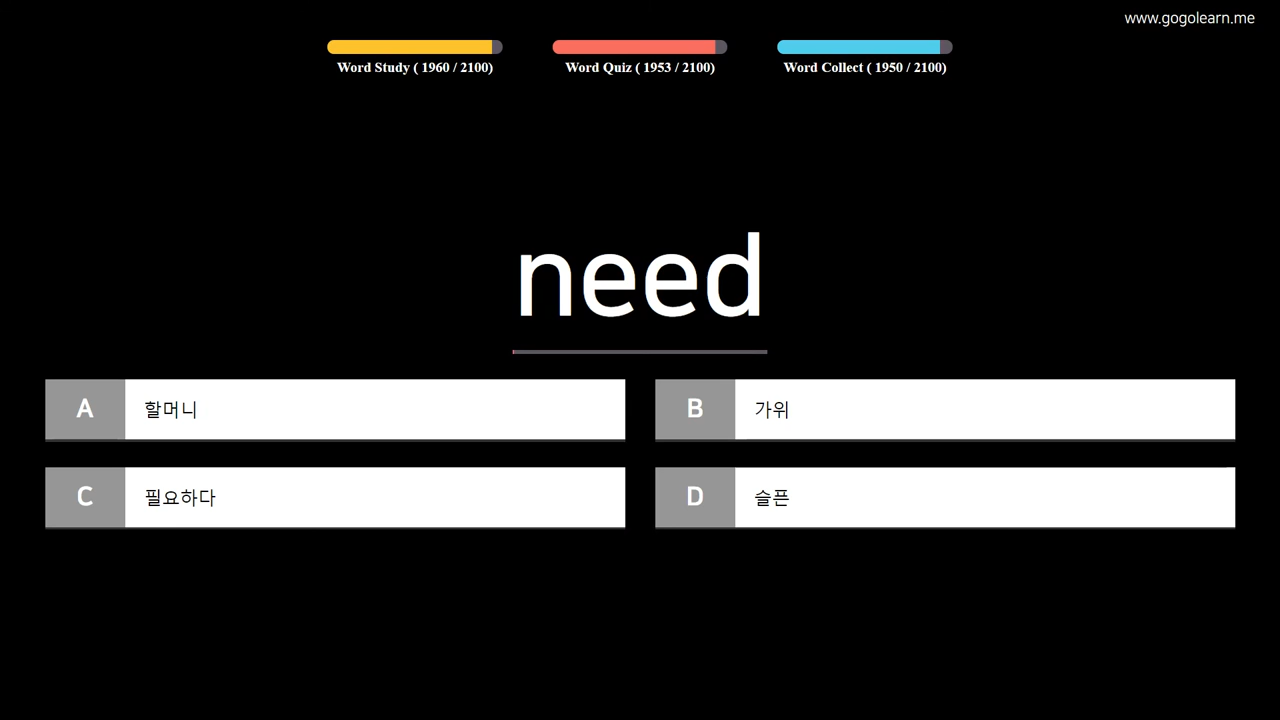 www.gogolearn.me
Word Study ( 1960 / 2100)
Word Quiz ( 1953 / 2100)
Word Collect ( 1950 / 2100)
need
A 할머니
B 가위
C 필요하다
D 슬픈